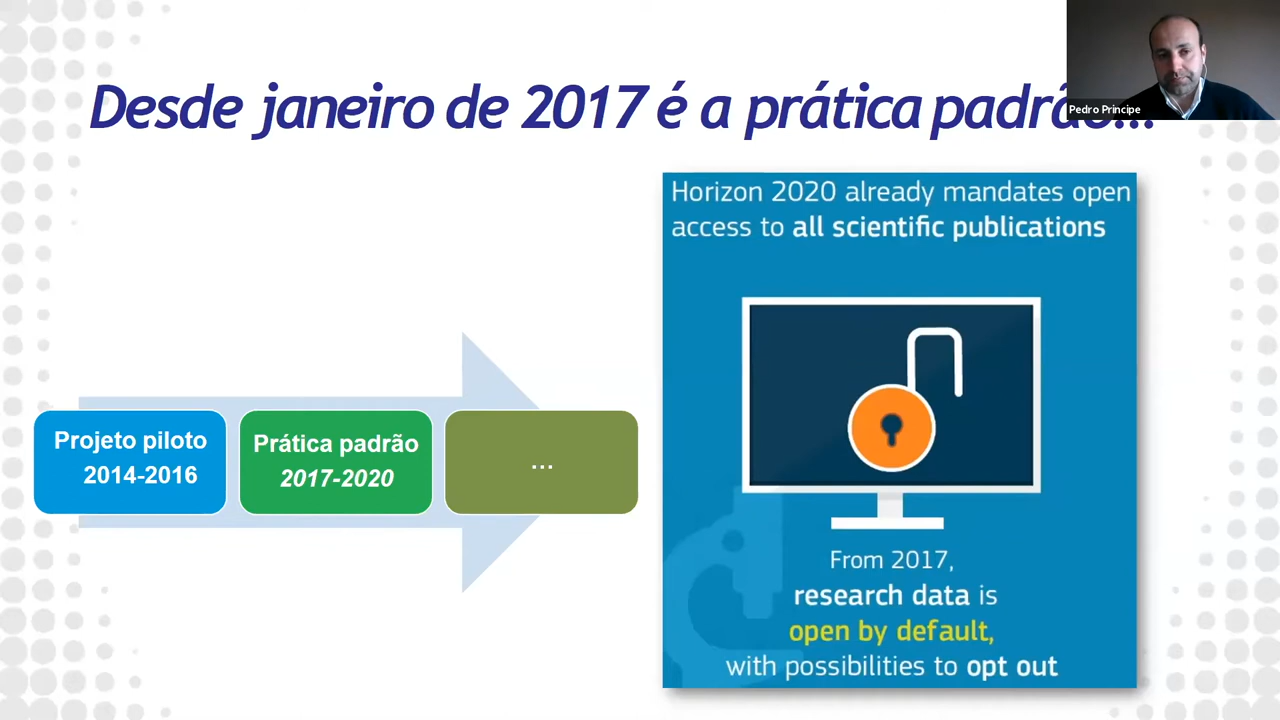 Desde janeiro de 2017 é a prática padrão...
Pedro Principe
Horizon 2020 already mandates open
access to all scientific publications
Projeto piloto
2014-2016
Prática padrão
2017-2020
...
From 2017,
research data is
open by default,
with possibilities to opt out